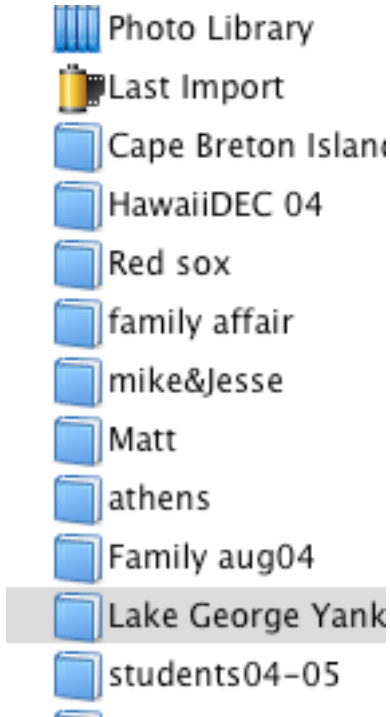 Photo Library
Last Import
Cape Breton Island
HawaiiDEC 04
Red sox
family affair
mike&Jesse
Matt
athens
Family aug04
Lake George Yank
students04-05